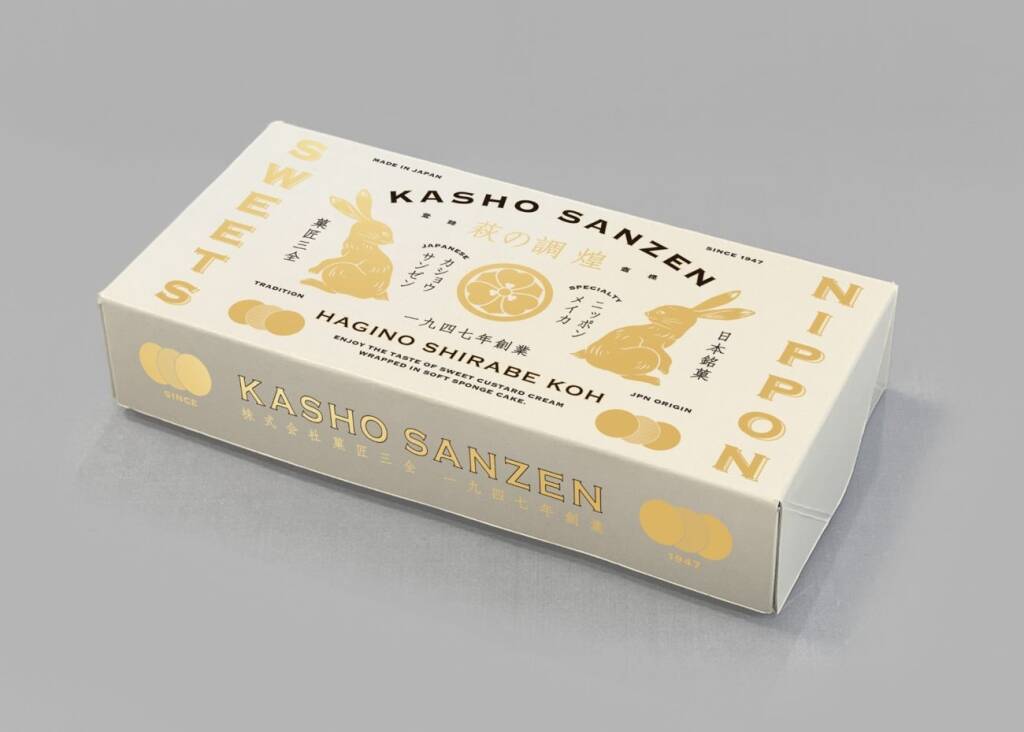 SWEETS
MADE IN JAPAN
KASHO SANZEN
SINCE 1947
NIPPON
登録
萩の調 煌
菓匠三全
JAPANESE
カショウ
サンゼン
SPECIALTY
ニッポン
メイカ
日本銘菓
一九四七年創業
TRADITION
HAGINO SHIRABE KOH
JPN ORIGIN
ENJOY THE TASTE OF SWEET CUSTARD CREAM
WRAPPED IN SOFT SPONGE CAKE.
SINCE
KASHO SANZEN
株式会社菓匠三全 一九四七年創業
1947